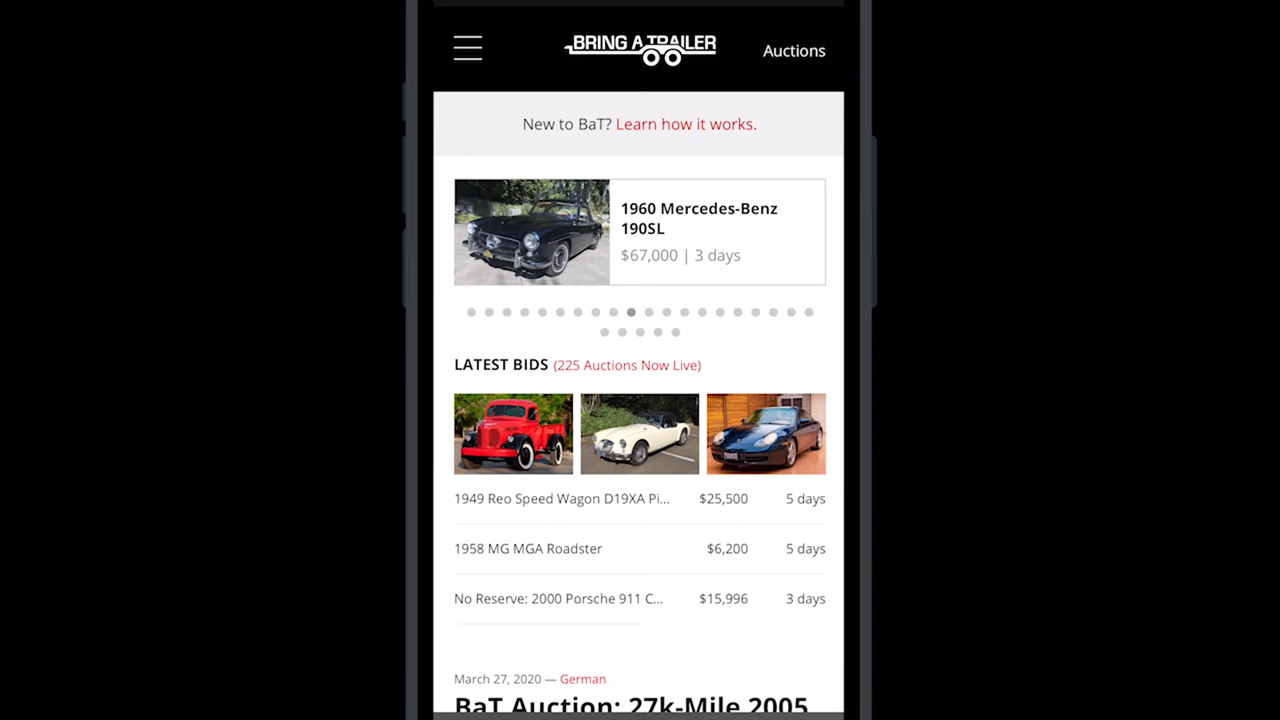 BRING A TRAILER
Auctions
New to BaT? Learn how it works.
1960 Mercedes-Benz
190SL
$67,000 | 3 days
LATEST BIDS (225 Auctions Now Live)
1949 Reo Speed Wagon D19XA Pi... $25,500 5 days
1958 MG MGA Roadster $6,200 5 days
No Reserve: 2000 Porsche 911 C... $15,996 3 days
March 27, 2020 — German
BaT Auction: 27k-Mile 2005